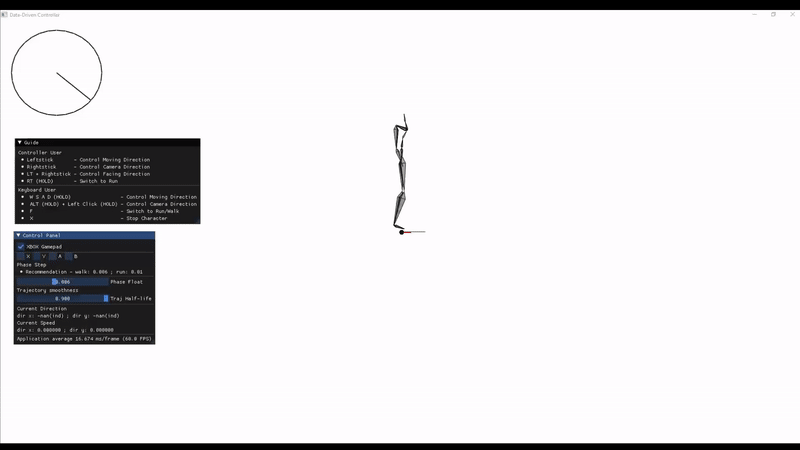 Data-Driven Controller
Guide
Controller User
Leftstick - Control Moving Direction
Rightstick - Control Camera Direction
LT + Rightstick - Control Facing Direction
RT (HOLD) - Switch to Run
Keyboard User
W S A D (HOLD) - Control Moving Direction
ALT (HOLD) + Left Click (HOLD) - Control Camera Direction
F - Switch to Run/Walk
X - Stop Character
Control Panel
XBOX Gamepad
X Y A B
Phase Step
Recommendation - walk: 0.006 ; run: 0.01
Phase Float
Trajectory smoothness
0.900 Traj Half-life
Current Direction
dir x: -nan(ind) ; dir y: -nan(ind)
Current Speed
dir x: 0.000000 ; dir y: 0.000000
Application average 16.674 ms/frame (60.0 FPS)